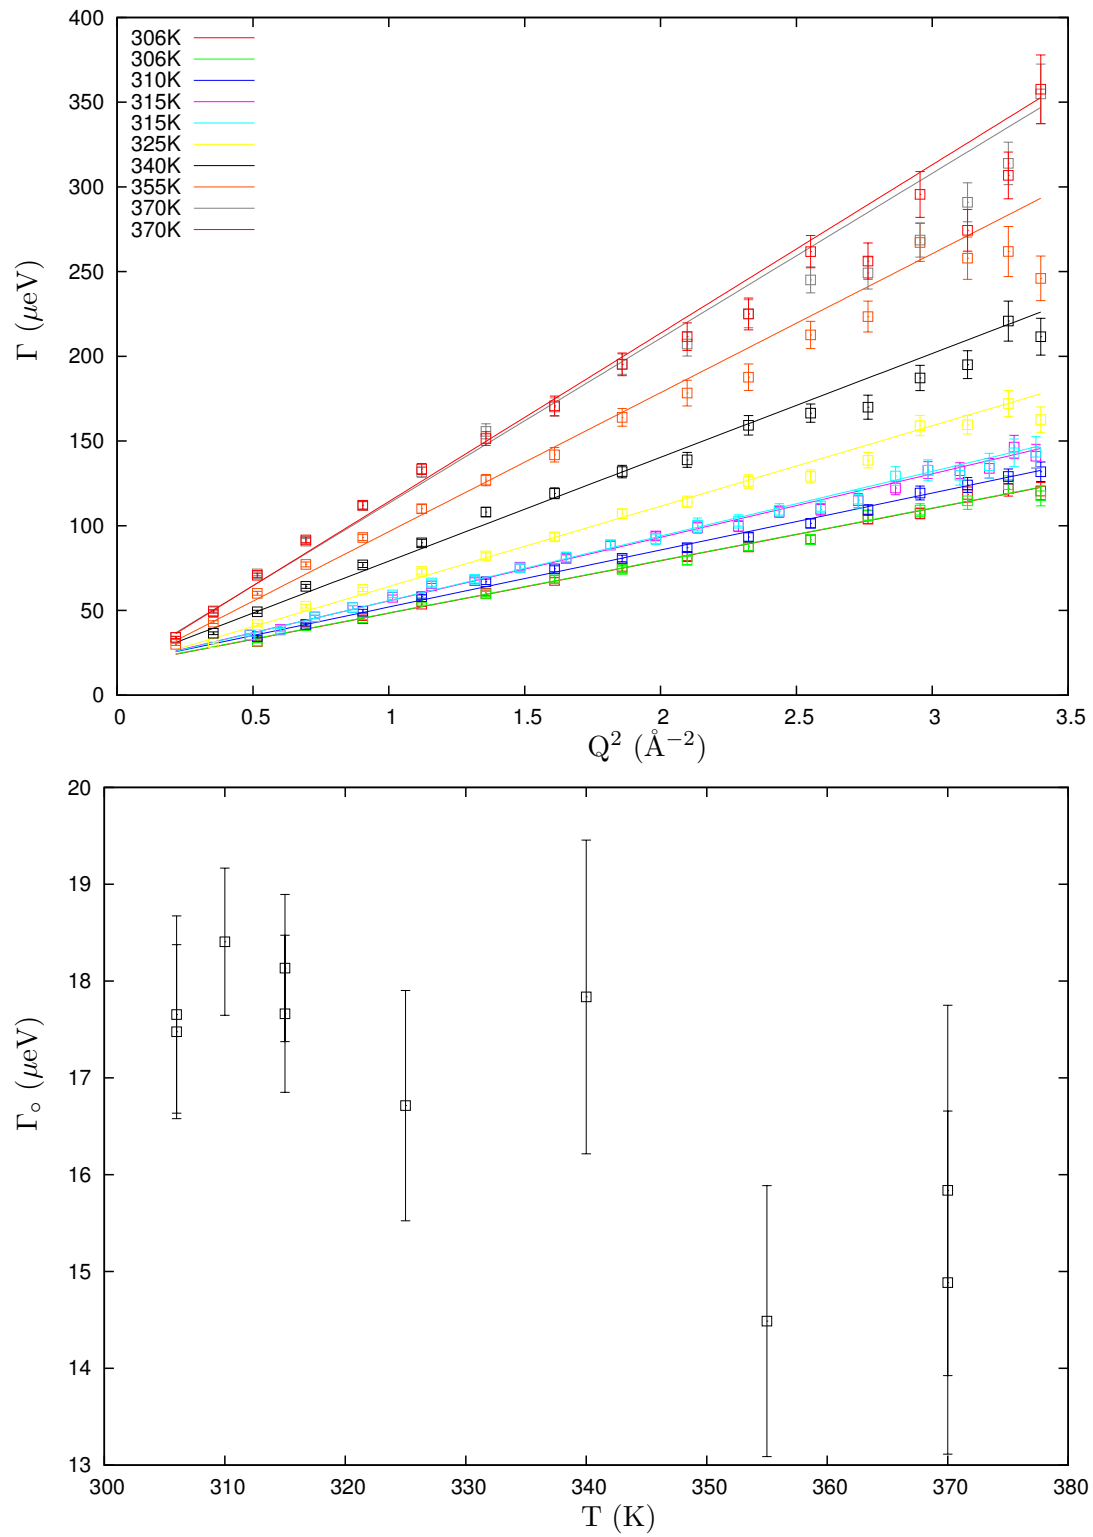 400
350
300
250
200
150
100
50
0
Γ (μeV)
306K
306K
310K
315K
315K
325K
340K
355K
370K
370K
0 0.5 1 1.5 2 2.5 3 3.5
Q² (Å⁻²)
20
19
18
17
16
15
14
13
Γ∘ (μeV)
300 310 320 330 340 350 360 370 380
T (K)